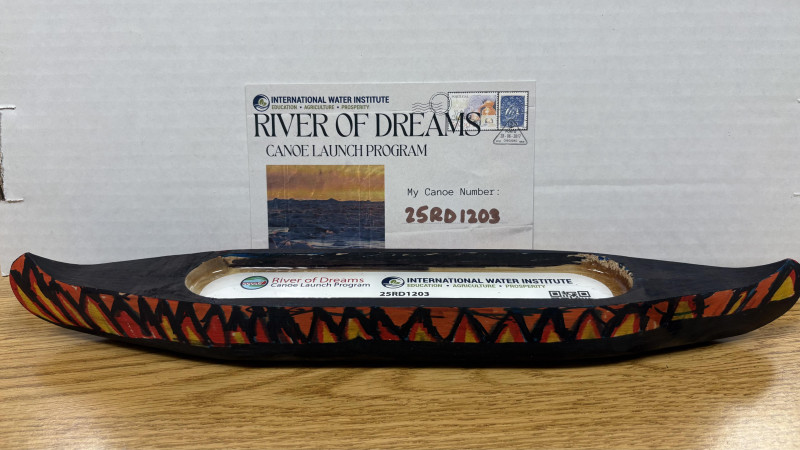 INTERNATIONAL WATER INSTITUTE
EDUCATION • AGRICULTURE • PROSPERITY
RIVER OF DREAMS
CANOE LAUNCH PROGRAM
My Canoe Number:
25RD1203
River of Dreams
Canoe Launch Program
INTERNATIONAL WATER INSTITUTE
EDUCATION • AGRICULTURE • PROSPERITY
25RD1203